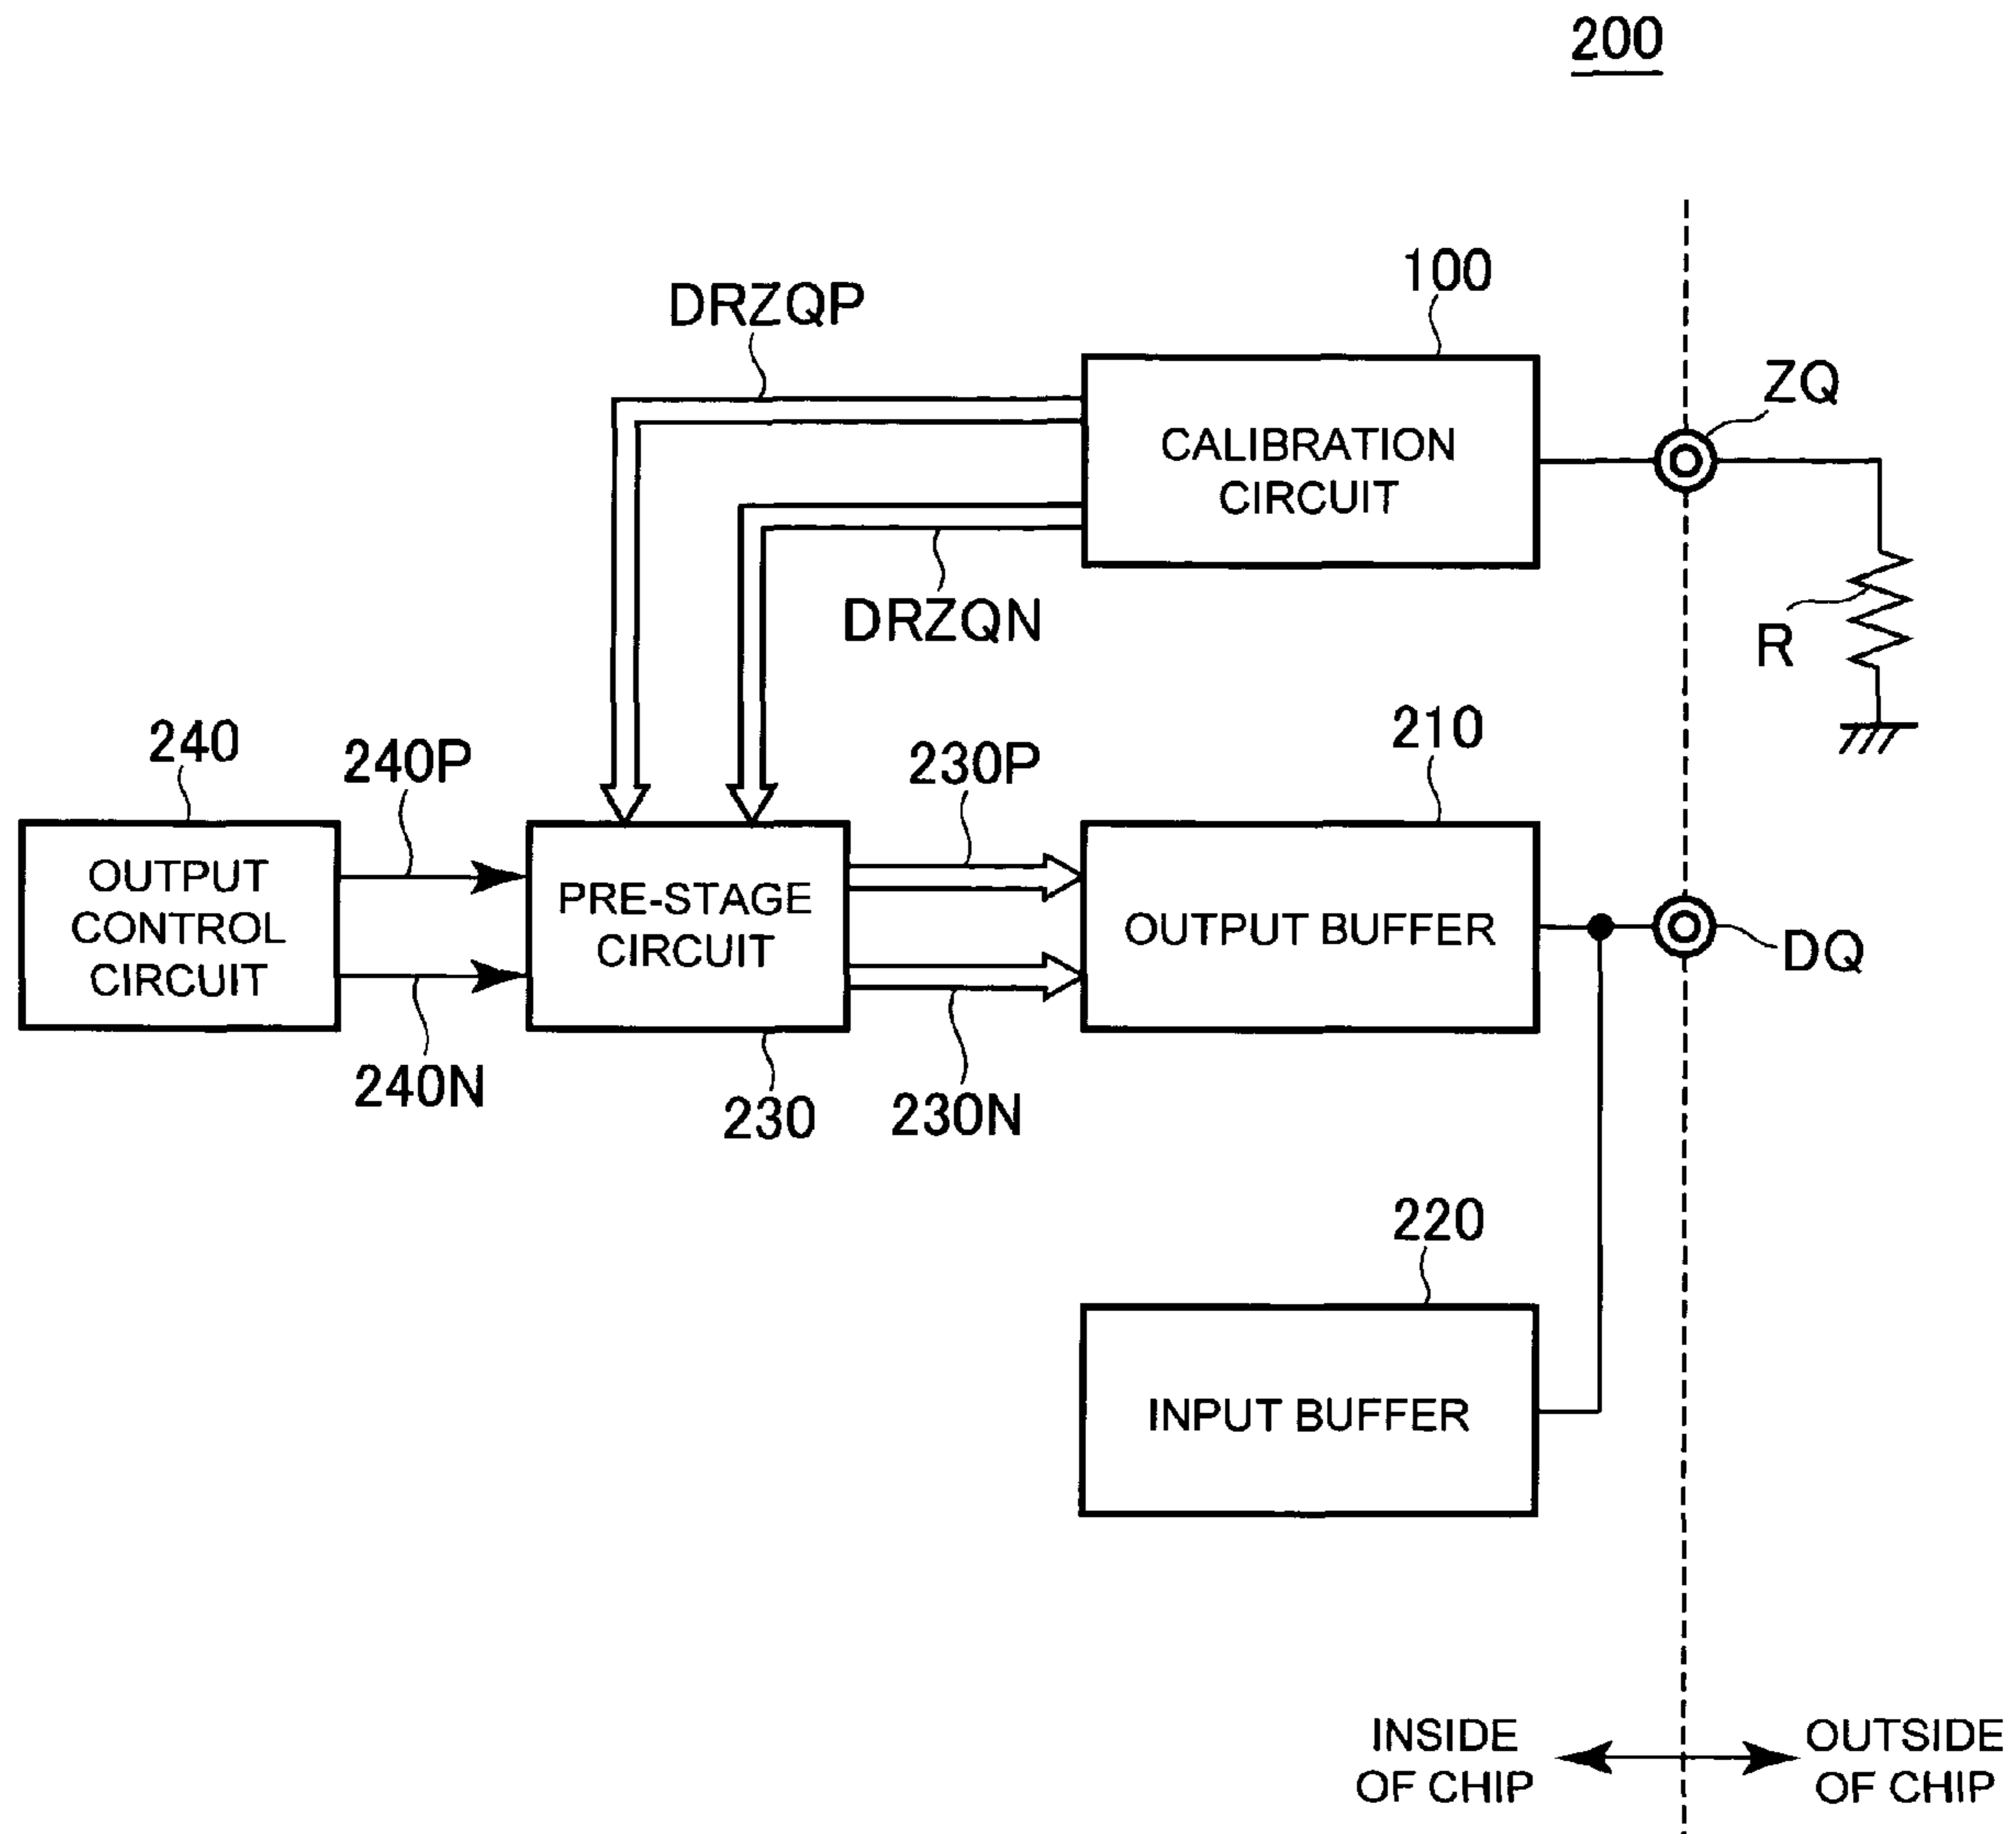 200
100
DRZQP
ZQ
CALIBRATION
CIRCUIT
DRZQN
R
240
240P
230P
210
OUTPUT
CONTROL
CIRCUIT
PRE-STAGE
CIRCUIT
OUTPUT BUFFER
DQ
240N
230
230N
220
INPUT BUFFER
INSIDE
OF CHIP
OUTSIDE
OF CHIP